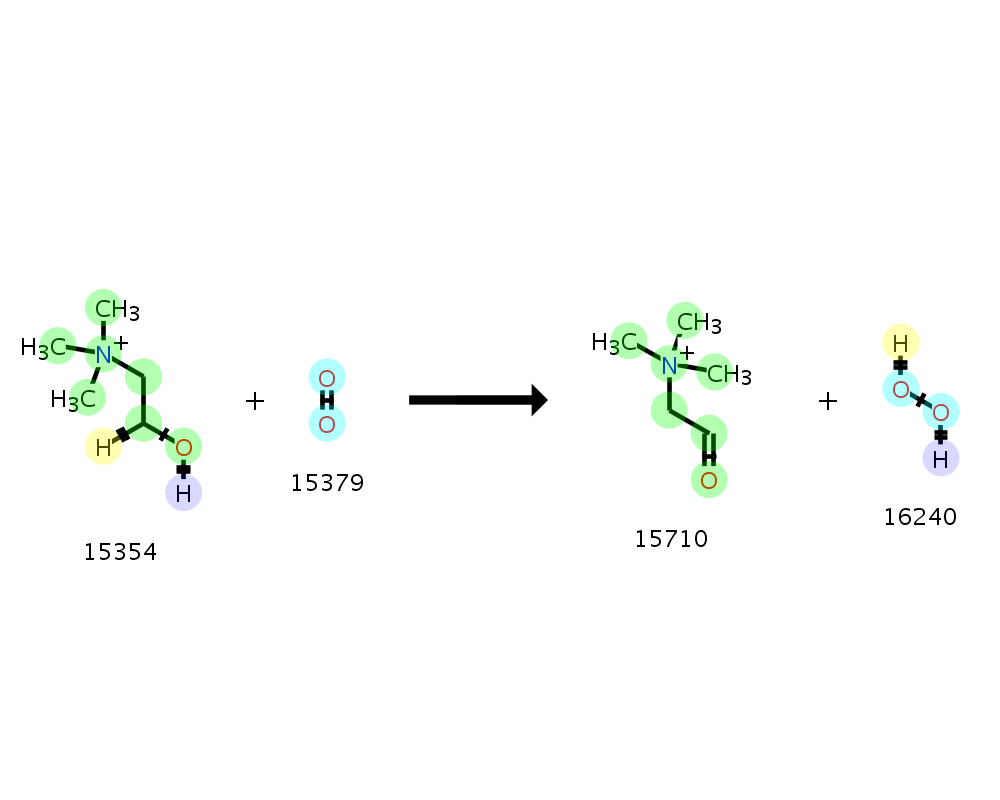 CH3
H3C
N+
H3C
H
O
H
15354
+
O
O
15379
CH3
H3C
N+
CH3
O
15710
+
H
O
O
H
16240